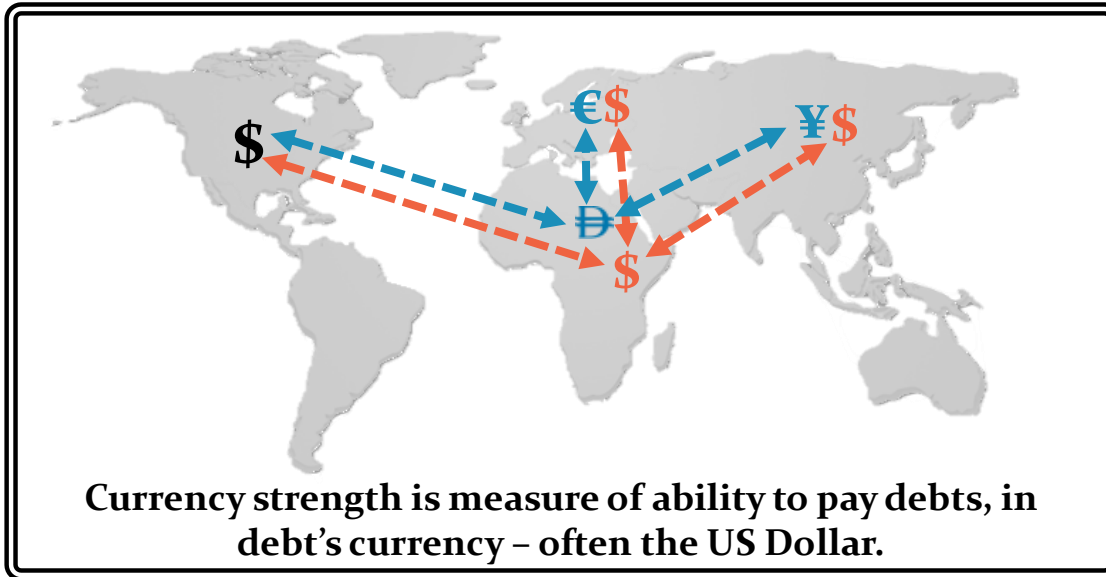 €$
¥$
$
Đ
$
Currency strength is measure of ability to pay debts, in
debt’s currency – often the US Dollar.